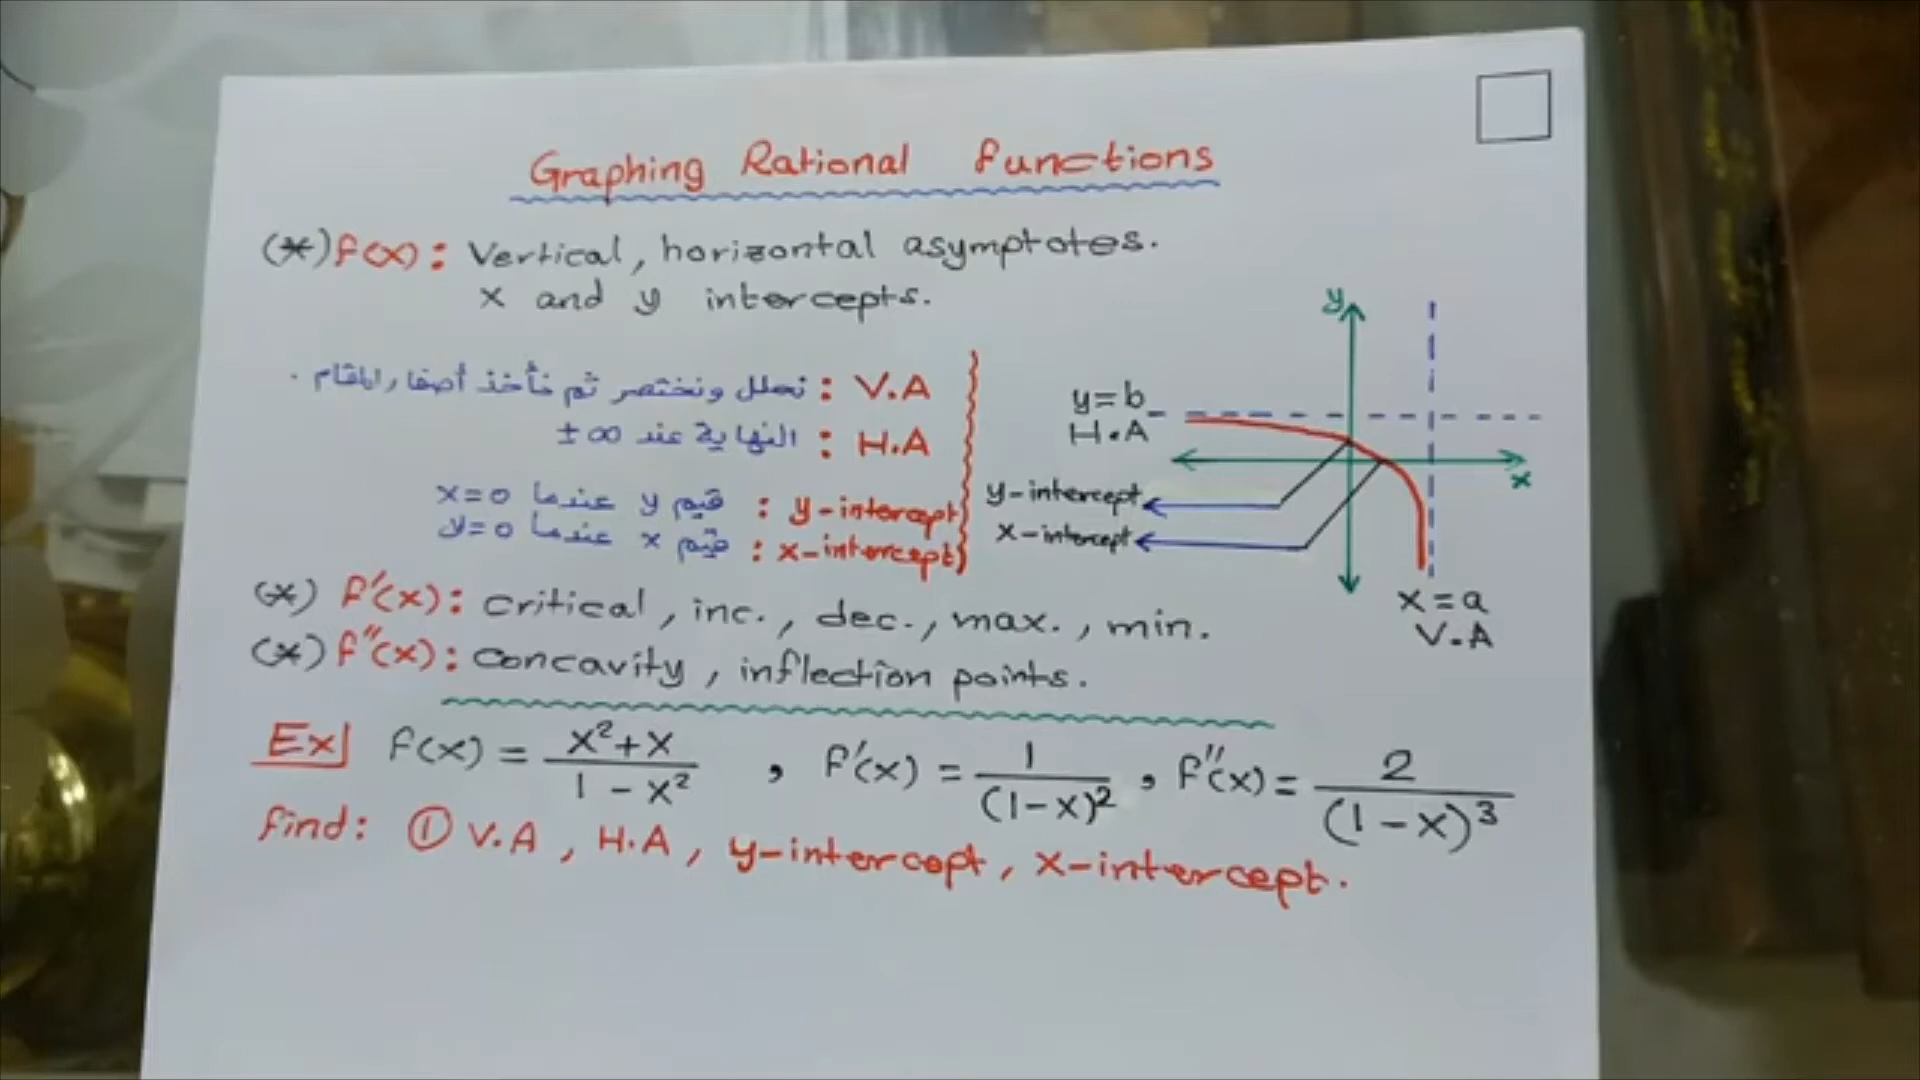 Graphing Rational functions
(*) f(x): Vertical, horizontal asymptotes.
x and y intercepts.
V.A : نحلل ونختصر ثم نأخذ أصفار المقام.
H.A : النهاية عند ±∞
y-intercept : قيم y عندما x=0
x-intercept : قيم x عندما y=0
y
y=b
H.A
x
y-intercept
x-intercept
x=a
V.A
(*) f'(x): critical, inc., dec., max., min.
(*) f''(x): concavity, inflection points.
Ex] f(x) = (x²+x)/(1-x²) , f'(x) = 1/(1-x)² , f''(x) = 2/(1-x)³
find: ① V.A, H.A, y-intercept, x-intercept.